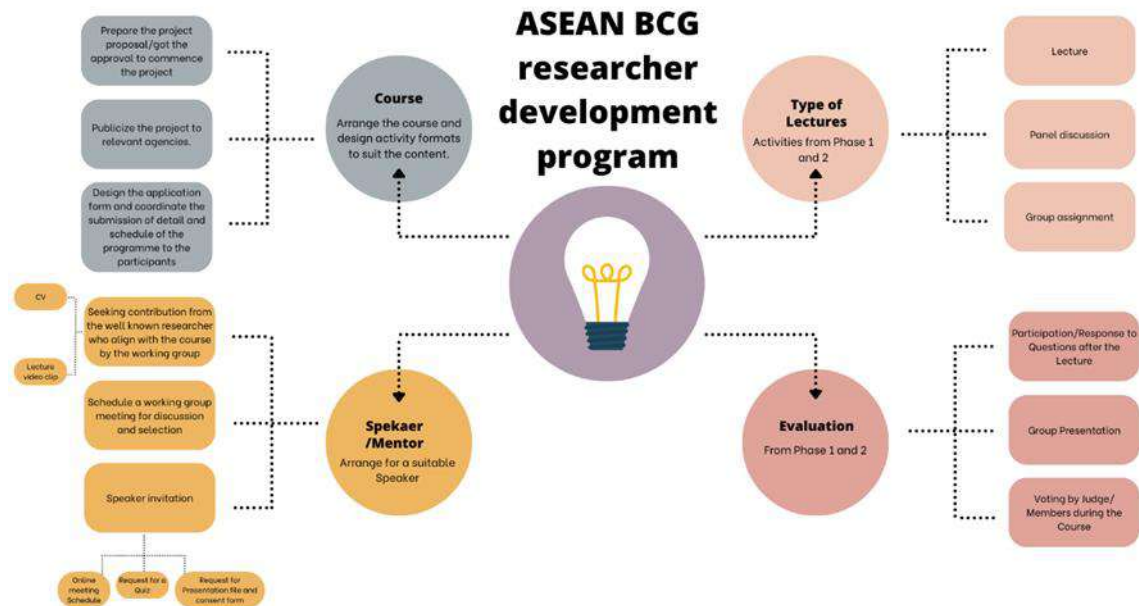 ASEAN BCG
researcher
development
program
Prepare the project
proposal/got the
approval to commence
the project
Publicize the project to
relevant agencies.
Design the application
form and coordinate the
submission of detail and
schedule of the
programme to the
participants
Course
Arrange the course and
design activity formats
to suit the content.
Type of
Lectures
Activities from Phase 1
and 2
Lecture
Panel discussion
Group assignment
CV
Lecture
video clip
Seeking contribution from
the well known researcher
who align with the course
by the working group
Schedule a working group
meeting for discussion
and selection
Speaker invitation
Online
meeting
Schedule
Request for a
Quiz
Request for
Presentation file and
consent form
Spekaer
/Mentor
Arrange for a suitable
Speaker
Evaluation
From Phase 1 and 2
Participation/Response to
Questions after the
Lecture
Group Presentation
Voting by Judge/
Members during the
Course